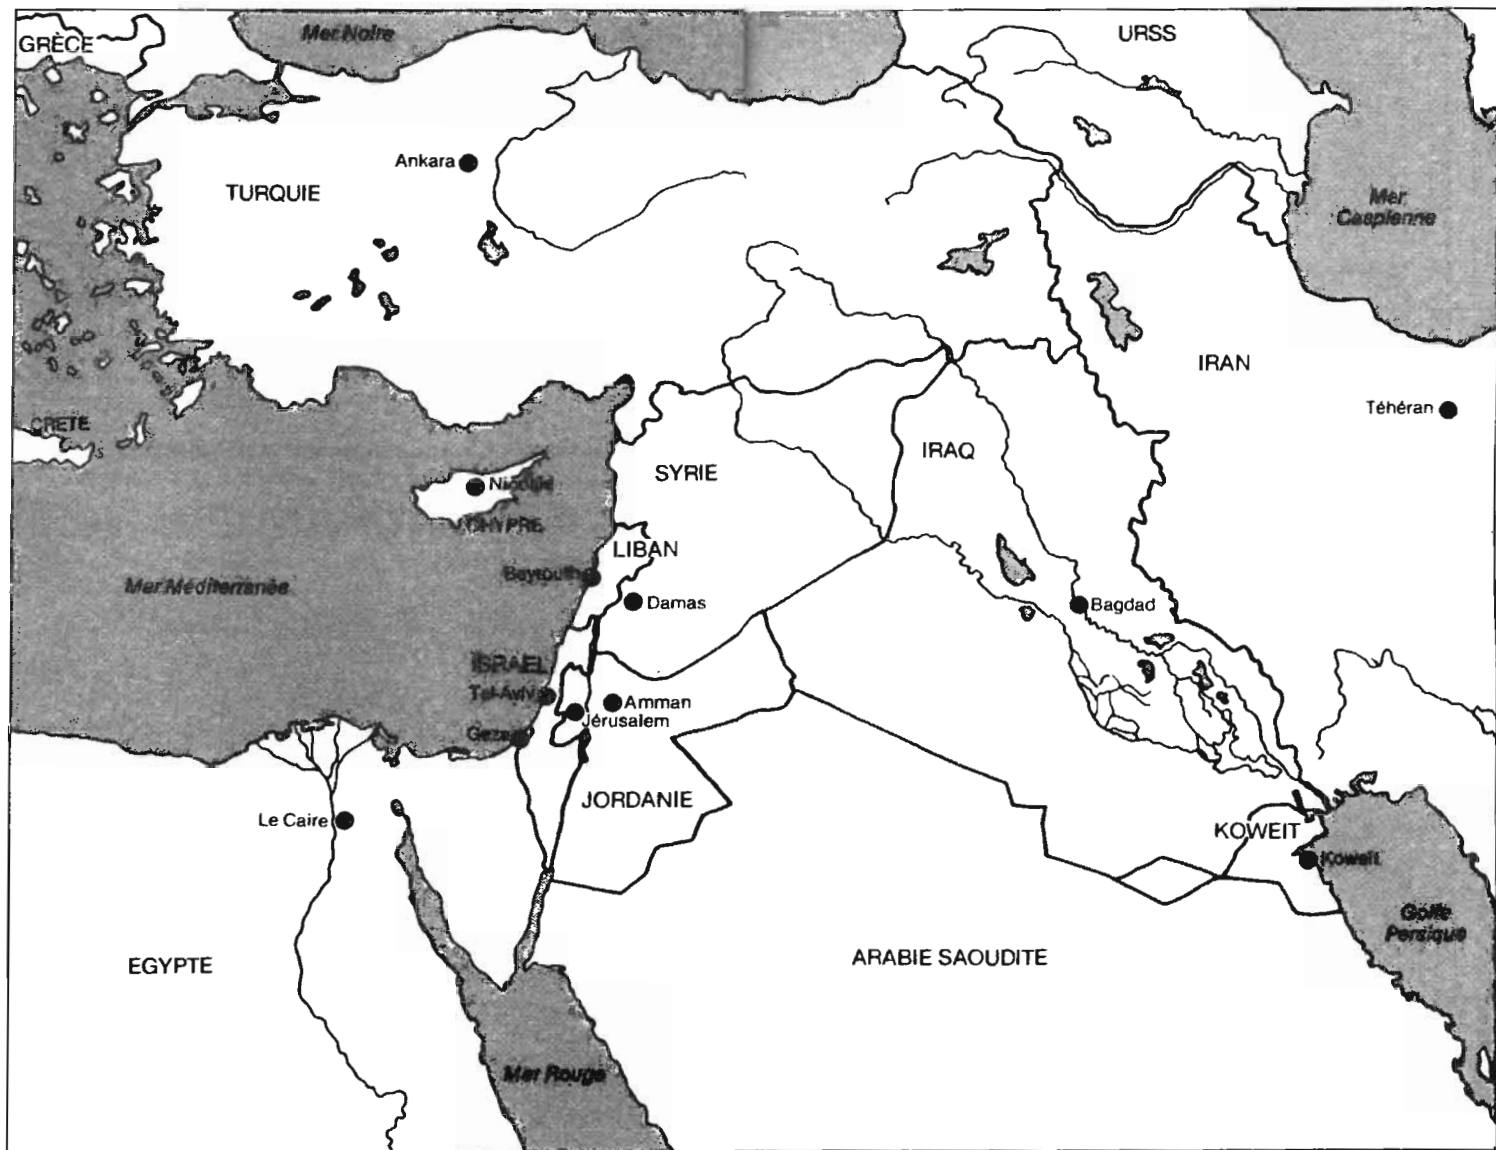 GRÈCE
Mer Noire
URSS
Ankara
TURQUIE
Mer
Caspienne
IRAN
Téhéran
CRETE
IRAQ
SYRIE
Nicosie
CHYPRE
LIBAN
Beyrouth
Mer Méditerranée
Damas
Bagdad
ISRAEL
Tel-Aviv
Amman
Jérusalem
Gaza
JORDANIE
Le Caire
KOWEIT
Koweit
Golfe
Persique
EGYPTE
ARABIE SAOUDITE
Mer Rouge